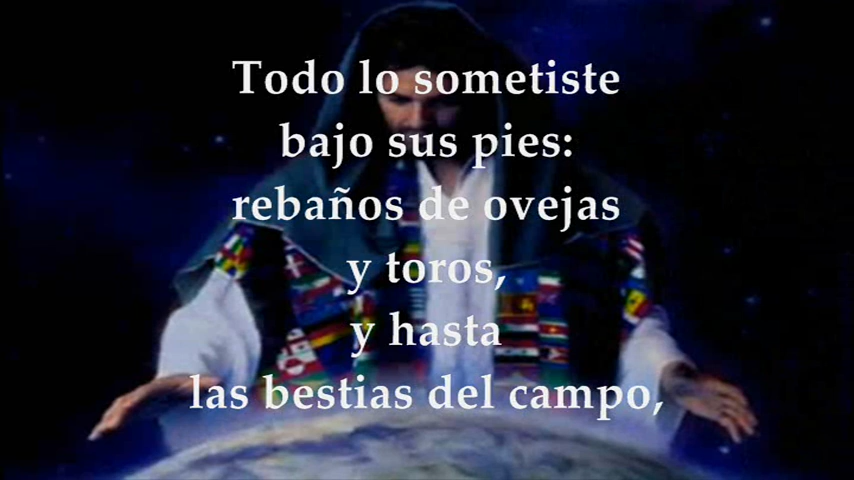 Todo lo sometiste
bajo sus pies:
rebaños de ovejas
y toros,
y hasta
las bestias del campo,